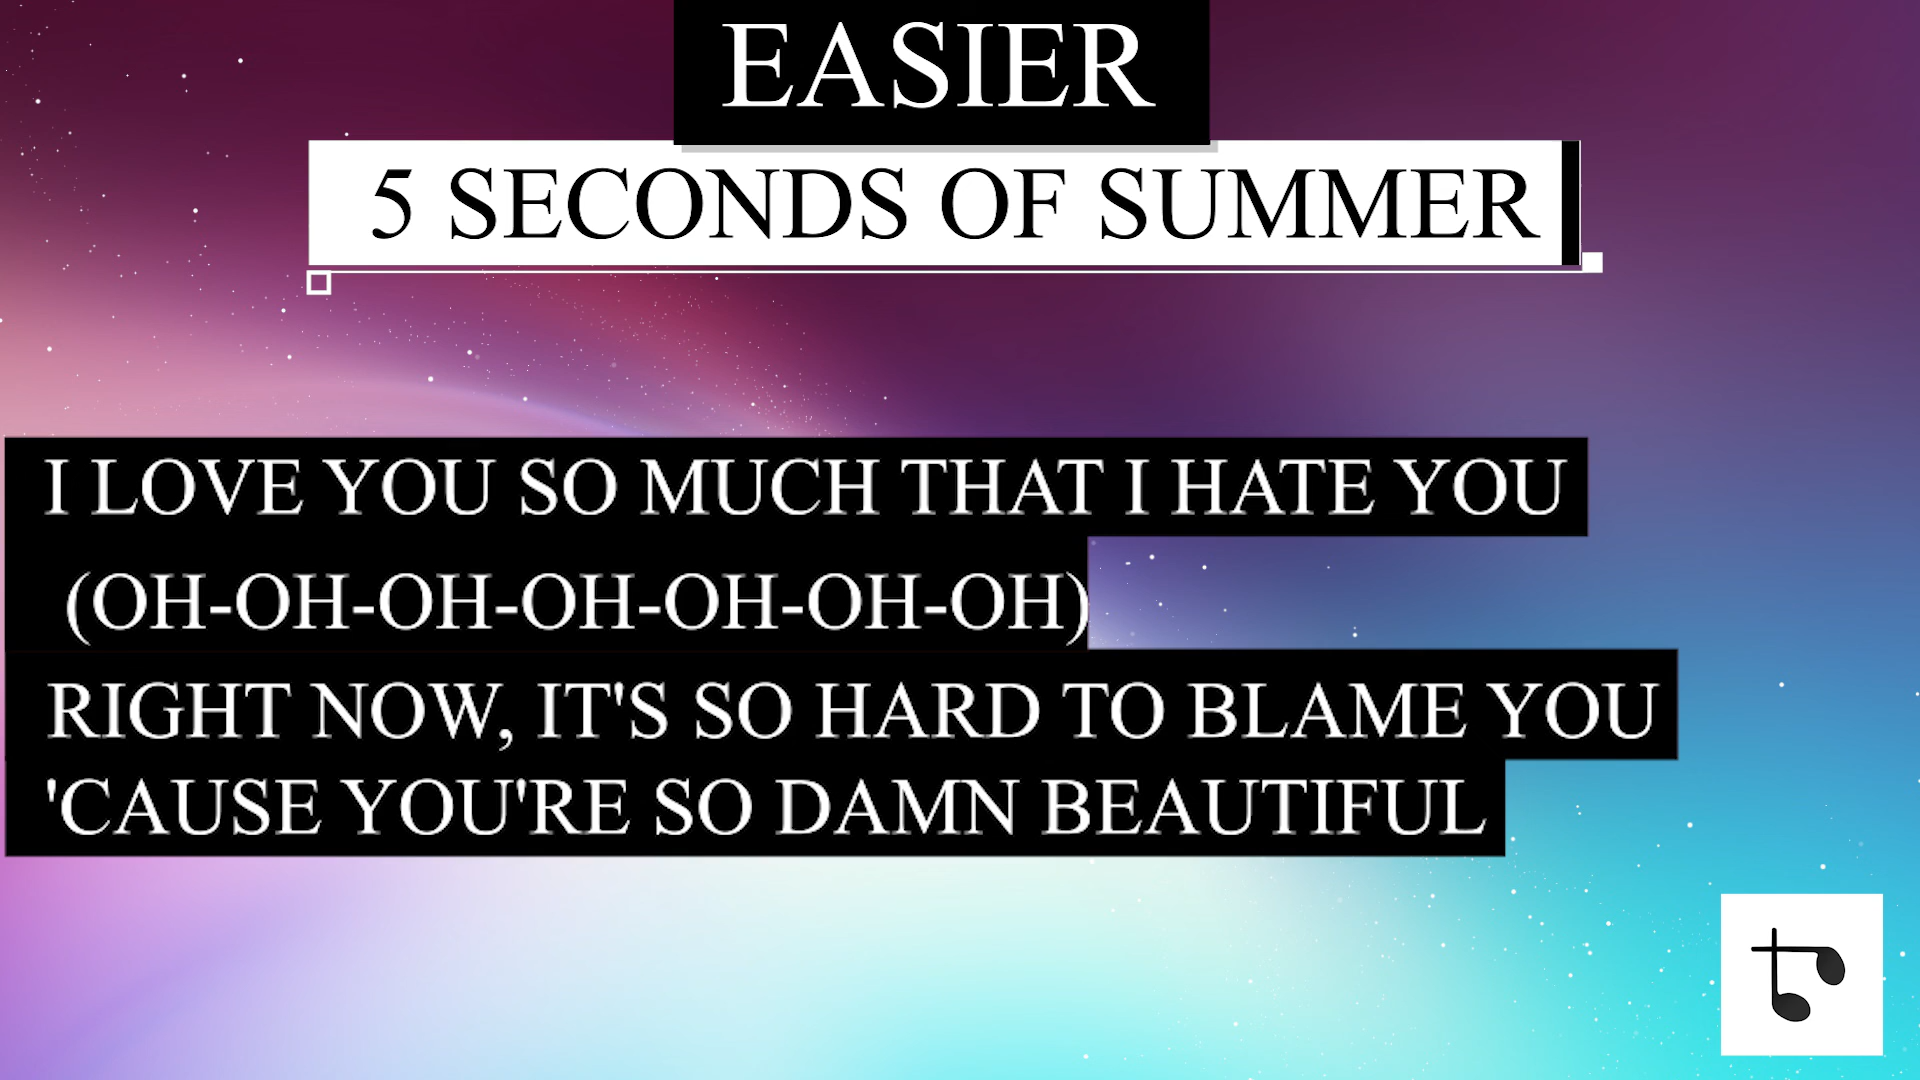 EASIER
5 SECONDS OF SUMMER
I LOVE YOU SO MUCH THAT I HATE YOU
(OH-OH-OH-OH-OH-OH-OH)
RIGHT NOW, IT'S SO HARD TO BLAME YOU
'CAUSE YOU'RE SO DAMN BEAUTIFUL